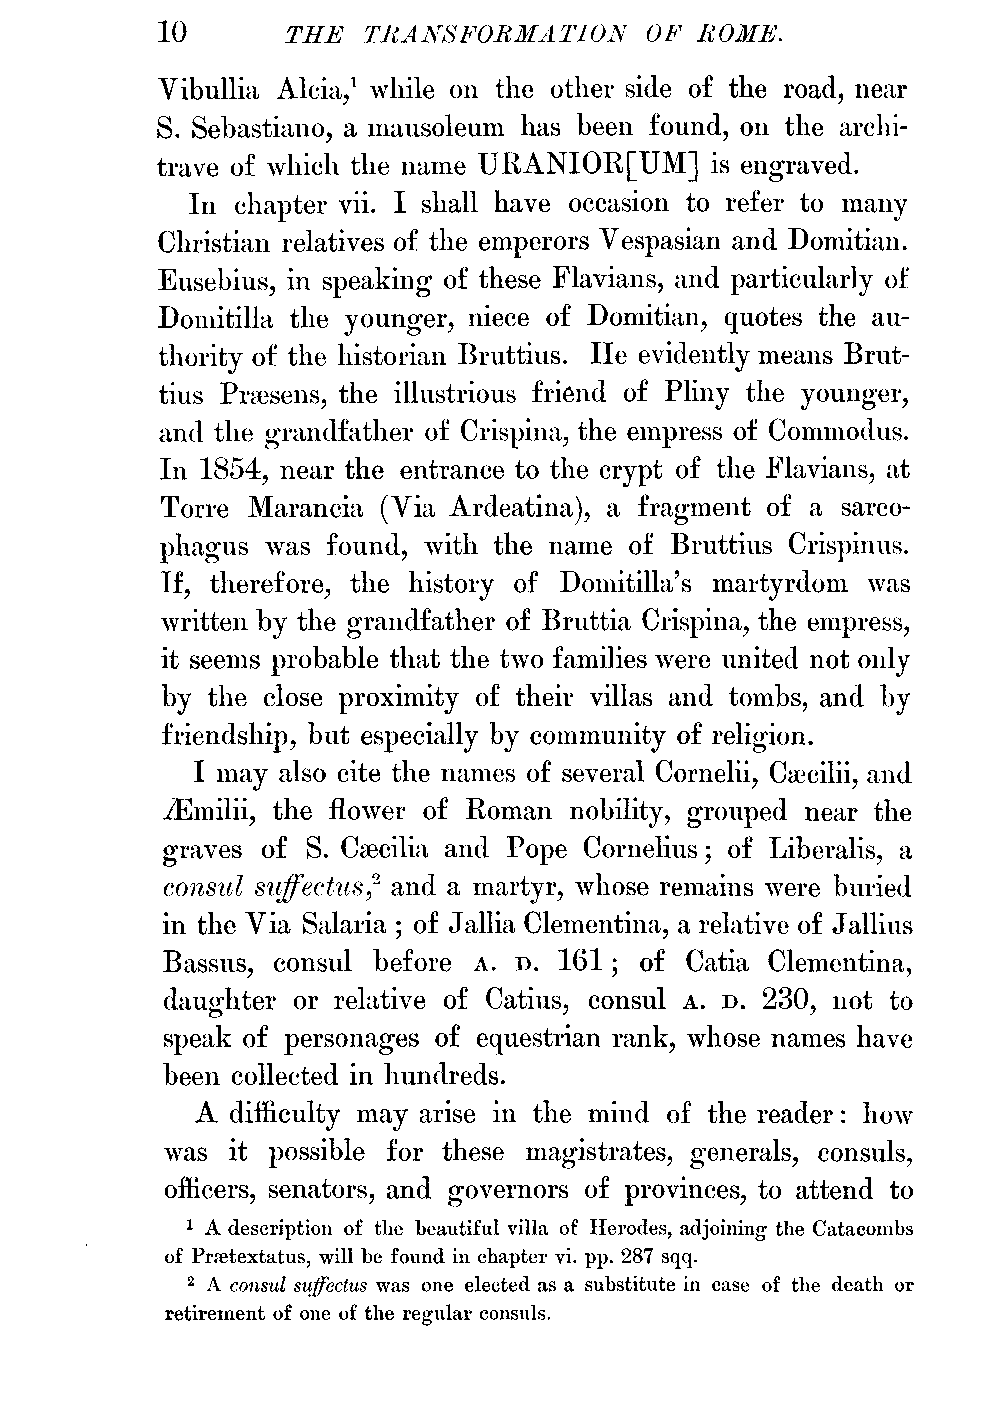 10 THE TRANSFORMATION OF ROME.
Vibullia Alcia,¹ while on the other side of the road, near
S. Sebastiano, a mausoleum has been found, on the archi-
trave of which the name URANIOR[UM] is engraved.
In chapter vii. I shall have occasion to refer to many
Christian relatives of the emperors Vespasian and Domitian.
Eusebius, in speaking of these Flavians, and particularly of
Domitilla the younger, niece of Domitian, quotes the au-
thority of the historian Bruttius. He evidently means Brut-
tius Præsens, the illustrious friend of Pliny the younger,
and the grandfather of Crispina, the empress of Commodus.
In 1854, near the entrance to the crypt of the Flavians, at
Torre Marancia (Via Ardeatina), a fragment of a sarco-
phagus was found, with the name of Bruttius Crispinus.
If, therefore, the history of Domitilla's martyrdom was
written by the grandfather of Bruttia Crispina, the empress,
it seems probable that the two families were united not only
by the close proximity of their villas and tombs, and by
friendship, but especially by community of religion.
I may also cite the names of several Cornelii, Cæcilii, and
Æmilii, the flower of Roman nobility, grouped near the
graves of S. Cæcilia and Pope Cornelius; of Liberalis, a
consul suffectus,² and a martyr, whose remains were buried
in the Via Salaria; of Jallia Clementina, a relative of Jallius
Bassus, consul before A. D. 161; of Catia Clementina,
daughter or relative of Catius, consul A. D. 230, not to
speak of personages of equestrian rank, whose names have
been collected in hundreds.
A difficulty may arise in the mind of the reader: how
was it possible for these magistrates, generals, consuls,
officers, senators, and governors of provinces, to attend to
¹ A description of the beautiful villa of Herodes, adjoining the Catacombs
of Prætextatus, will be found in chapter vi. pp. 287 sqq.
² A consul suffectus was one elected as a substitute in case of the death or
retirement of one of the regular consuls.